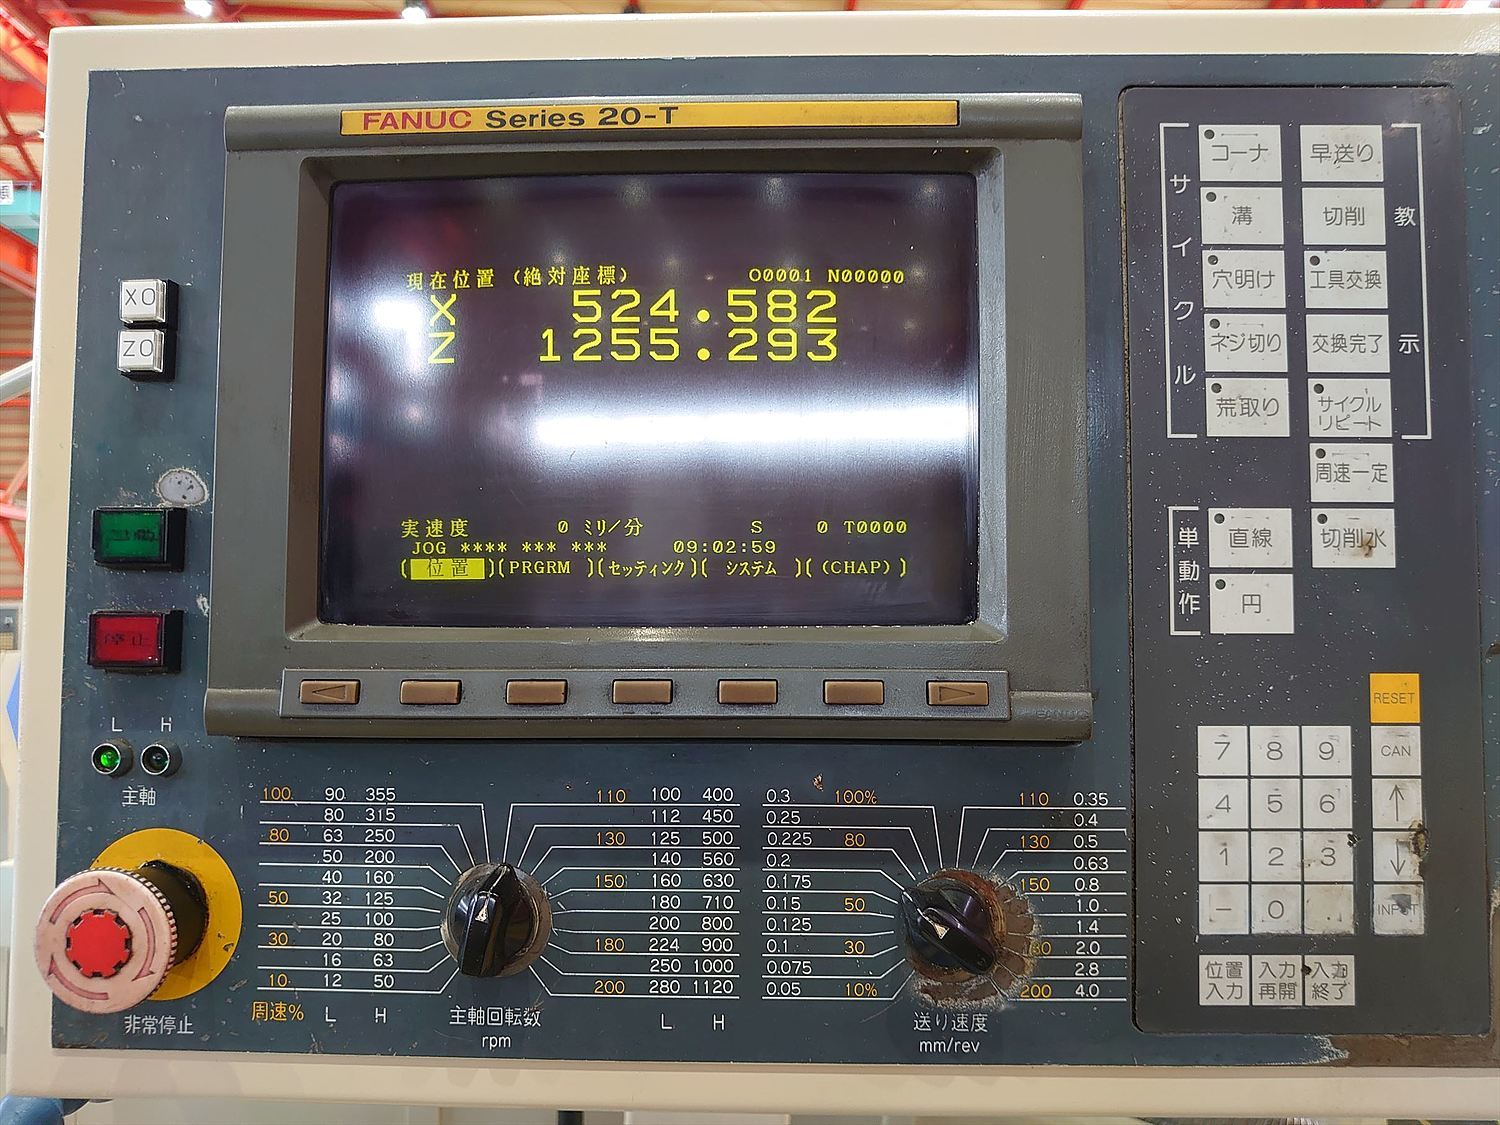 FANUC Series 20-T
現在位置 (絶対座標) O0001 N00000
X 524.582
Z 1255.293
実速度 0 ミリ/分 S 0 T0000
JOG **** *** *** 09:02:59
(位置)(PRGRM)(セッティング)(システム)((CHAP))
X0
Z0
停止
L H
主軸
非常停止
100 90 355
80 315
80 63 250
50 200
40 160
50 32 125
25 100
30 20 80
16 63
10 12 50
周速% L H
主軸回転数
rpm
110 100 400
112 450
130 125 500
140 560
150 160 630
180 710
200 800
180 224 900
250 1000
200 280 1120
L H
0.3 100%
0.25
0.225 80
0.2
0.175
0.15 50
0.125
0.1 30
0.075
0.05 10%
送り速度
mm/rev
110 0.35
0.4
130 0.5
0.63
150 0.8
1.0
1.4
2.0
2.8
200 4.0
サイクル
コーナ
溝
穴明け
ネジ切り
荒取り
教示
早送り
切削
工具交換
交換完了
サイクル
リピート
周速一定
単動作
直線
円
切削水
RESET
7 8 9 CAN
4 5 6 ↑
1 2 3 ↓
- 0 . INPUT
位置
入力
入力
再開
入力
終了
FANUC